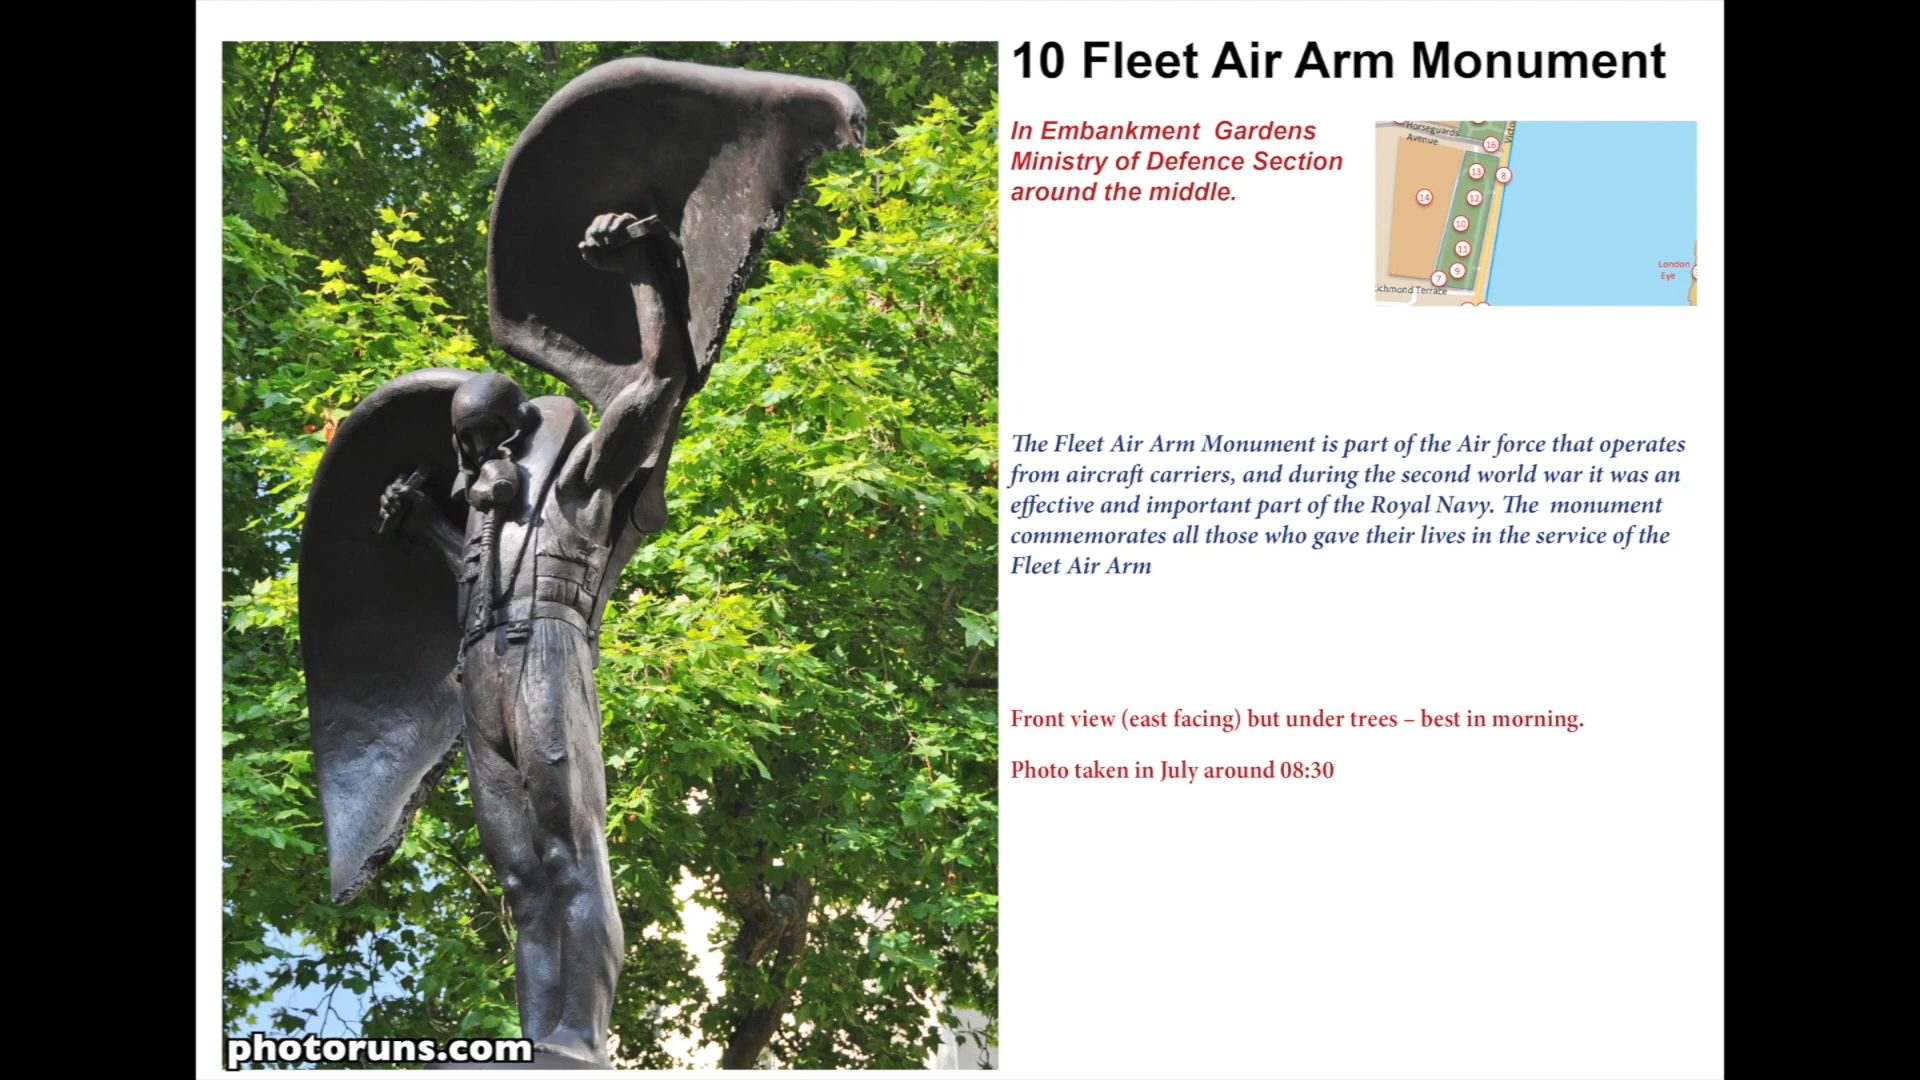 10 Fleet Air Arm Monument
In Embankment Gardens
Ministry of Defence Section
around the middle.
Horseguards
Avenue
16
13
8
14
12
10
11
9
7
Richmond Terrace
London
Eye
The Fleet Air Arm Monument is part of the Air force that operates
from aircraft carriers, and during the second world war it was an
effective and important part of the Royal Navy. The monument
commemorates all those who gave their lives in the service of the
Fleet Air Arm
Front view (east facing) but under trees – best in morning.
Photo taken in July around 08:30
photoruns.com